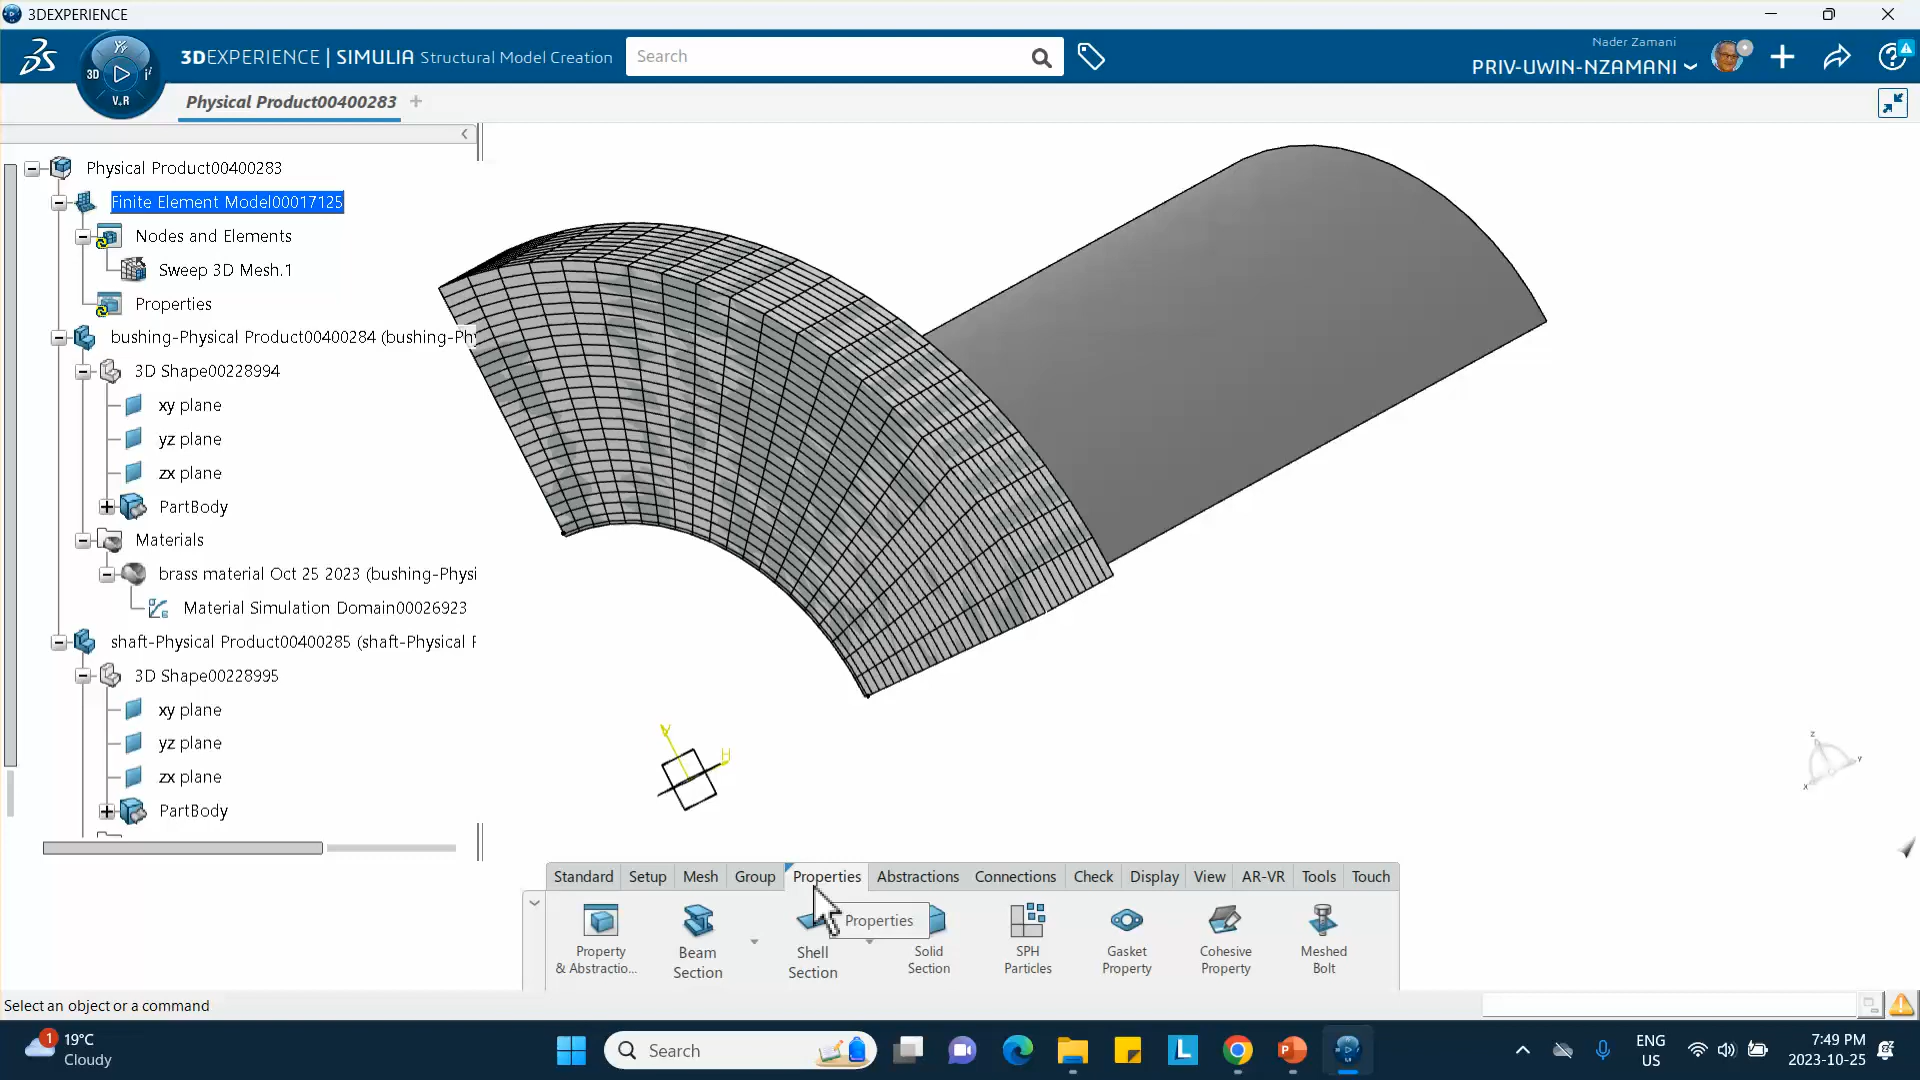 3DEXPERIENCE
3DEXPERIENCE | SIMULIA Structural Model Creation
Search
Nader Zamani
PRIV-UWIN-NZAMANI
3D
V.R
Physical Product00400283
Physical Product00400283
Finite Element Model00017125
Nodes and Elements
Sweep 3D Mesh.1
Properties
bushing-Physical Product00400284 (bushing-Phy
3D Shape00228994
xy plane
yz plane
zx plane
PartBody
Materials
brass material Oct 25 2023 (bushing-Physi
Material Simulation Domain00026923
shaft-Physical Product00400285 (shaft-Physical
3D Shape00228995
xy plane
yz plane
zx plane
PartBody
V
H
z
y
x
Standard Setup Mesh Group Properties Abstractions Connections Check Display View AR-VR Tools Touch
Properties
Property
& Abstractio...
Beam
Section
Shell
Section
Solid
Section
SPH
Particles
Gasket
Property
Cohesive
Property
Meshed
Bolt
Select an object or a command
1
19°C
Cloudy
Search
L
ENG
US
7:49 PM
2023-10-25